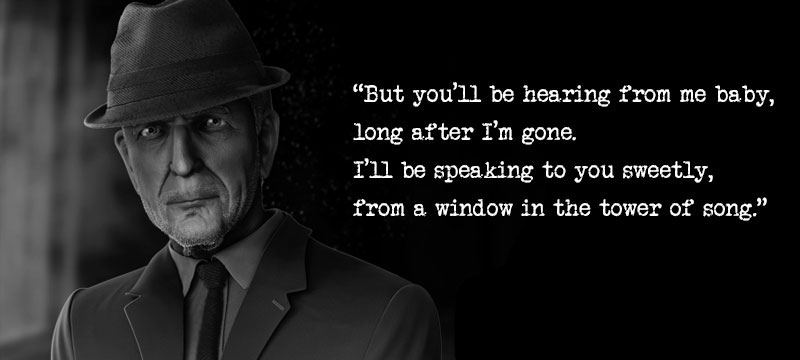 “But you’ll be hearing from me baby,
long after I’m gone.
I’ll be speaking to you sweetly,
from a window in the tower of song.”